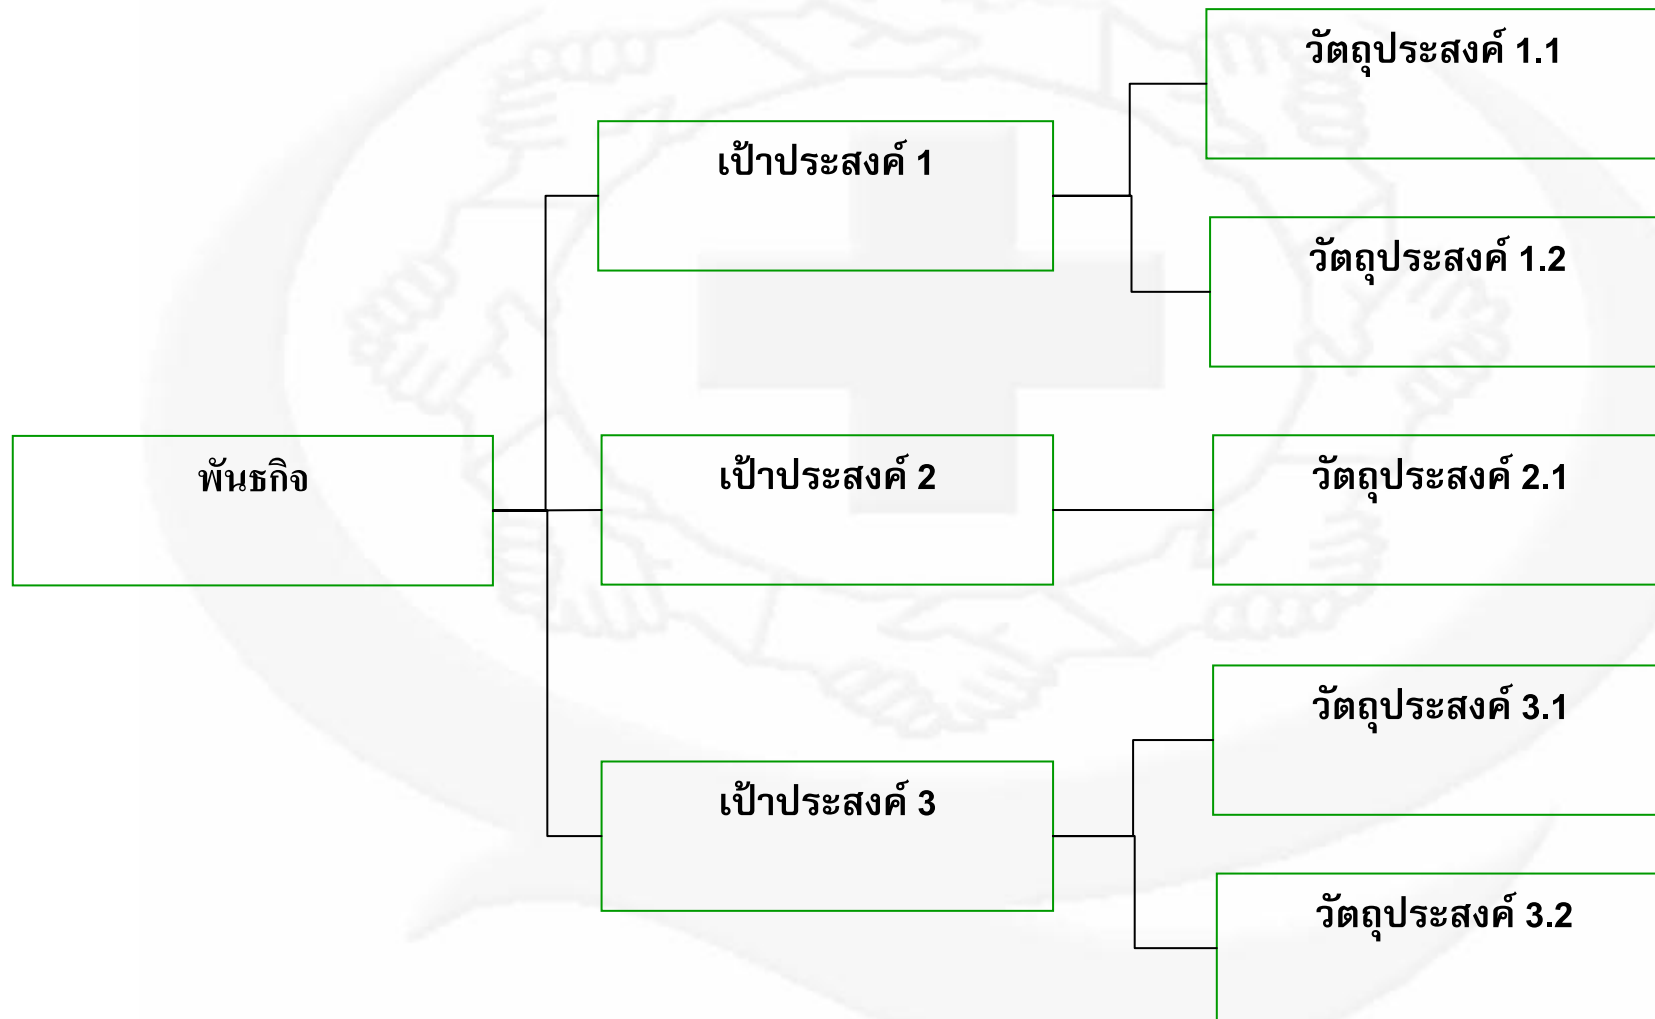 วัตถุประสงค์ 1.1
เป้าประสงค์ 1
วัตถุประสงค์ 1.2
พันธกิจ
เป้าประสงค์ 2
วัตถุประสงค์ 2.1
วัตถุประสงค์ 3.1
เป้าประสงค์ 3
วัตถุประสงค์ 3.2